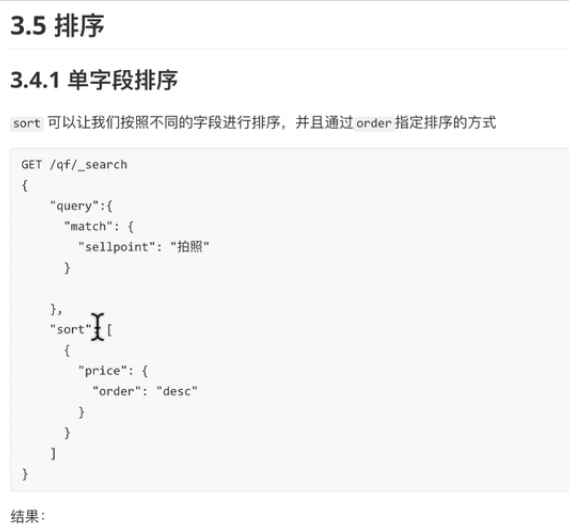 3.5 排序
3.4.1 单字段排序
sort 可以让我们按照不同的字段进行排序，并且通过 order 指定排序的方式
GET /qf/_search
{
    "query":{
      "match": {
        "sellpoint": "拍照"
      }
    },
    "sort": [
      {
        "price": {
          "order": "desc"
        }
      }
    ]
}
结果：